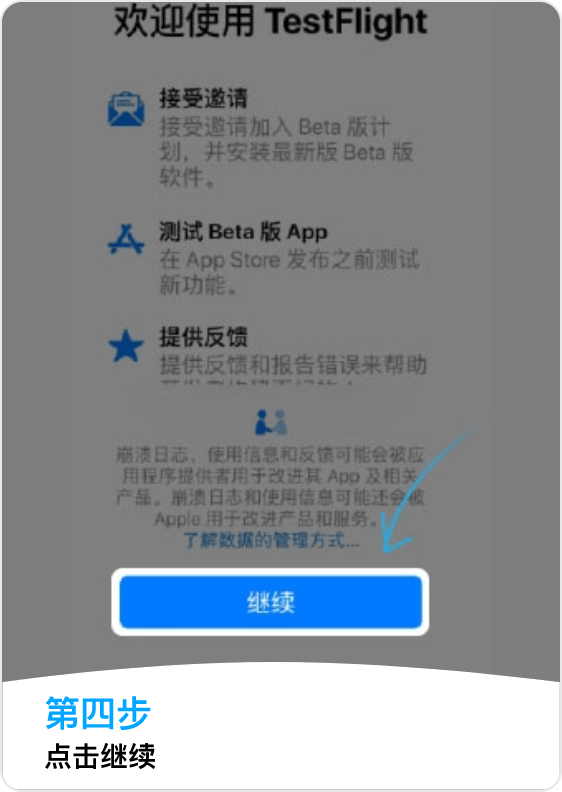 欢迎使用 TestFlight
接受邀请
接受邀请加入 Beta 版计
划，并安装最新版 Beta 版
软件。
测试 Beta 版 App
在 App Store 发布之前测试
新功能。
提供反馈
提供反馈和报告错误来帮助
崩溃日志、使用信息和反馈可能会被应
用程序提供者用于改进其 App 及相关
产品。崩溃日志和使用信息可能还会被
Apple 用于改进产品和服务。
了解数据的管理方式...
继续
第四步
点击继续